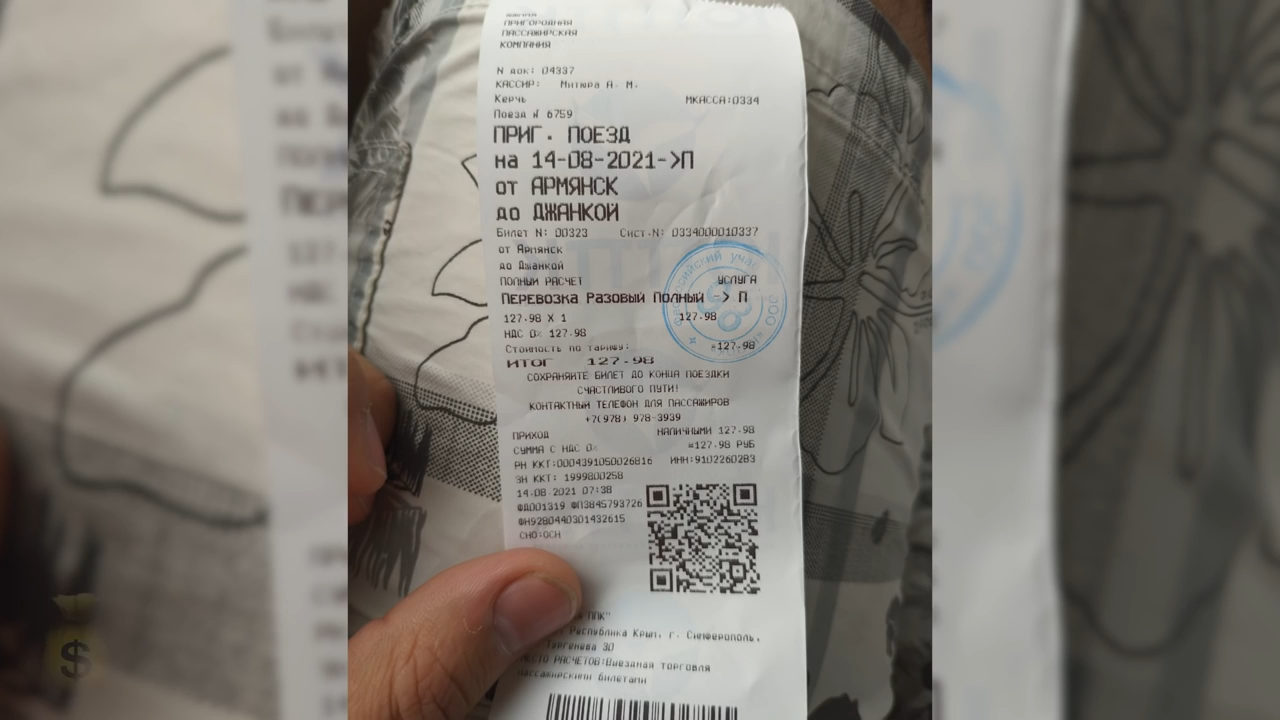 ПРИГОРОДНАЯ
ПАССАЖИРСКАЯ
КОМПАНИЯ
N док: 04337
КАССИР: Митюра А. М.
Керчь МКАССА:0334
Поезд № 6759
ПРИГ. ПОЕЗД
на 14-08-2021->П
от АРМЯНСК
до ДЖАНКОЙ
Билет N: 00323 Сист.N: 0334000010337
от Армянск
до Джанкой
ПОЛНЫЙ РАСЧЕТ УСЛУГА
Перевозка Разовый Полный -> П
127.98 X 1 127.98
НДС 0% 127.98
Стоимость по тарифу: =127.98
ИТОГ 127.98
СОХРАНЯЙТЕ БИЛЕТ ДО КОНЦА ПОЕЗДКИ
СЧАСТЛИВОГО ПУТИ!
КОНТАКТНЫЙ ТЕЛЕФОН ДЛЯ ПАССАЖИРОВ
+7(978) 978-3939
ПРИХОД НАЛИЧНЫМИ 127.98
СУММА С НДС 0% =127.98 РУБ
РН ККТ:0004391050026816 ИНН:9102260283
ЗН ККТ: 1999800258
14.08.2021 07:38
ФД001319 ФП3845793726
ФН9280440301432615
СНО:ОСН
ППК"
Республика Крым, г. Симферополь,
Тургенева 30
МЕСТО РАСЧЕТОВ:Выездная торговля
пассажирскими билетами